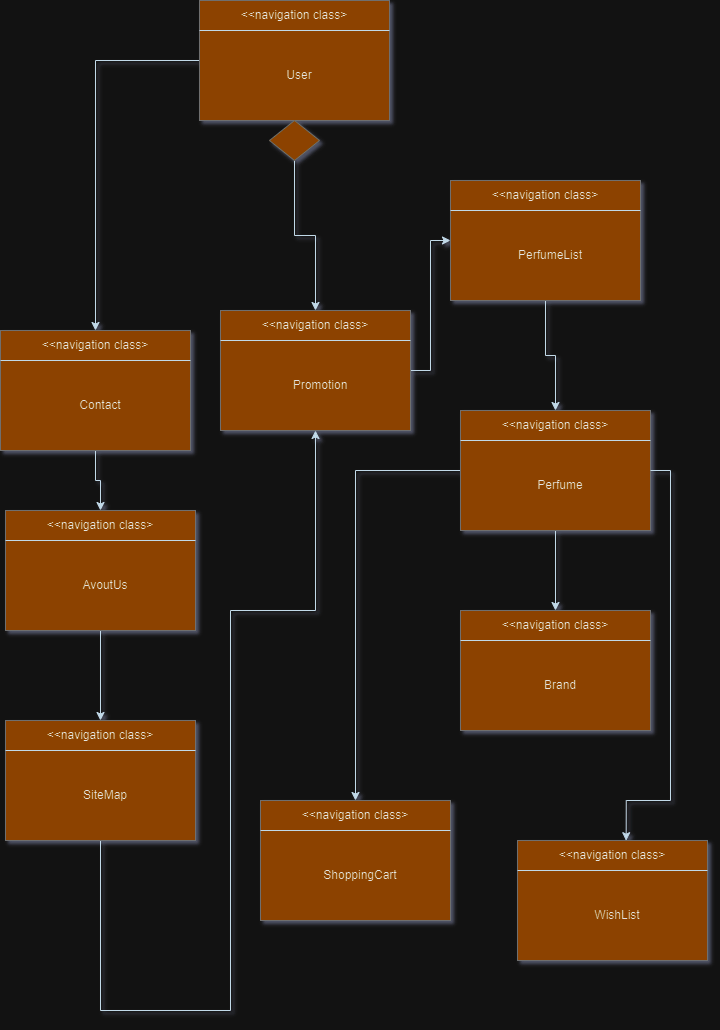 <<navigation class>>
User
<<navigation class>>
PerfumeList
<<navigation class>>
Promotion
<<navigation class>>
Contact
<<navigation class>>
Perfume
<<navigation class>>
AvoutUs
<<navigation class>>
Brand
<<navigation class>>
SiteMap
<<navigation class>>
ShoppingCart
<<navigation class>>
WishList